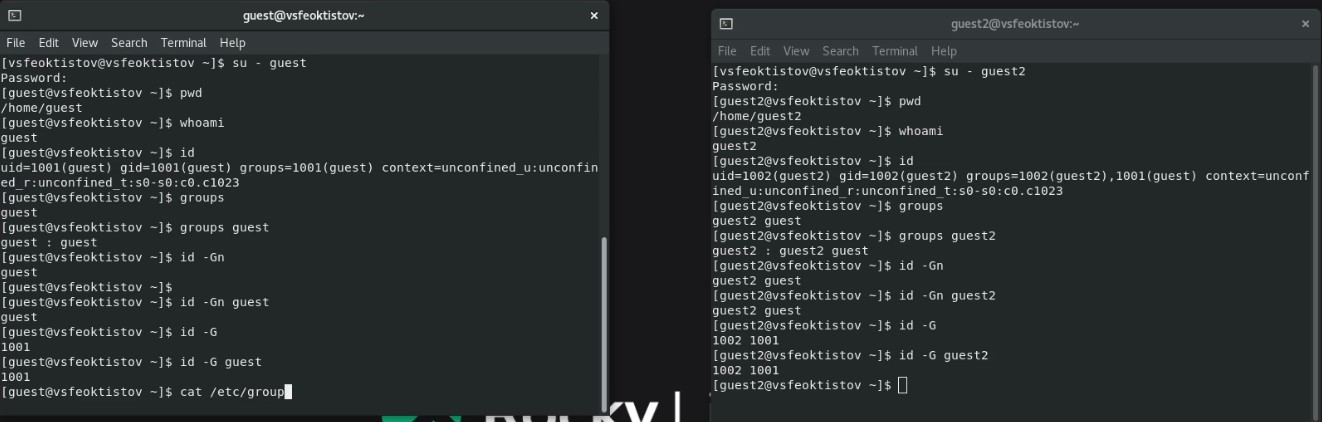 guest@vsfeoktistov:~
×
File Edit View Search Terminal Help
[vsfeoktistov@vsfeoktistov ~]$ su - guest
Password:
[guest@vsfeoktistov ~]$ pwd
/home/guest
[guest@vsfeoktistov ~]$ whoami
guest
[guest@vsfeoktistov ~]$ id
uid=1001(guest) gid=1001(guest) groups=1001(guest) context=unconfined_u:unconfin
ed_r:unconfined_t:s0-s0:c0.c1023
[guest@vsfeoktistov ~]$ groups
guest
[guest@vsfeoktistov ~]$ groups guest
guest : guest
[guest@vsfeoktistov ~]$ id -Gn
guest
[guest@vsfeoktistov ~]$
[guest@vsfeoktistov ~]$ id -Gn guest
guest
[guest@vsfeoktistov ~]$ id -G
1001
[guest@vsfeoktistov ~]$ id -G guest
1001
[guest@vsfeoktistov ~]$ cat /etc/group
guest2@vsfeoktistov:~
×
File Edit View Search Terminal Help
[vsfeoktistov@vsfeoktistov ~]$ su - guest2
Password:
[guest2@vsfeoktistov ~]$ pwd
/home/guest2
[guest2@vsfeoktistov ~]$ whoami
guest2
[guest2@vsfeoktistov ~]$ id
uid=1002(guest2) gid=1002(guest2) groups=1002(guest2),1001(guest) context=unconf
ined_u:unconfined_r:unconfined_t:s0-s0:c0.c1023
[guest2@vsfeoktistov ~]$ groups
guest2 guest
[guest2@vsfeoktistov ~]$ groups guest2
guest2 : guest2 guest
[guest2@vsfeoktistov ~]$ id -Gn
guest2 guest
[guest2@vsfeoktistov ~]$ id -Gn guest2
guest2 guest
[guest2@vsfeoktistov ~]$ id -G
1002 1001
[guest2@vsfeoktistov ~]$ id -G guest2
1002 1001
[guest2@vsfeoktistov ~]$
Rocky